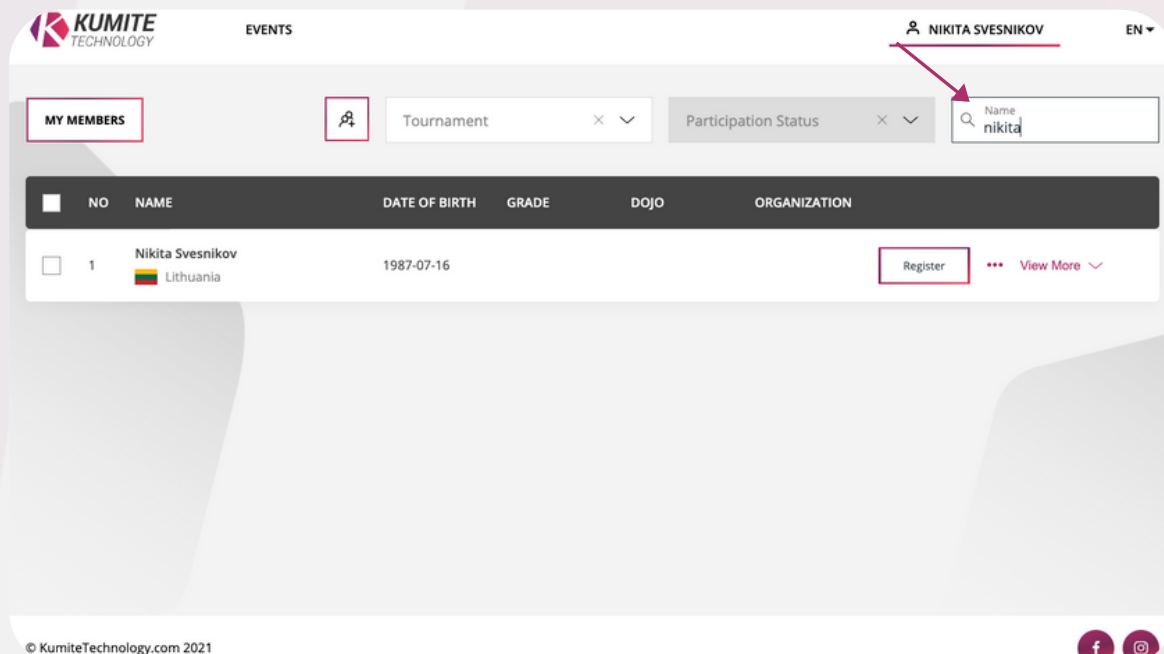 KUMITE
TECHNOLOGY
EVENTS
NIKITA SVESNIKOV
EN
MY MEMBERS
Tournament
Participation Status
Name
nikita
NO NAME DATE OF BIRTH GRADE DOJO ORGANIZATION
1 Nikita Svesnikov 1987-07-16 Register ••• View More
Lithuania
© KumiteTechnology.com 2021